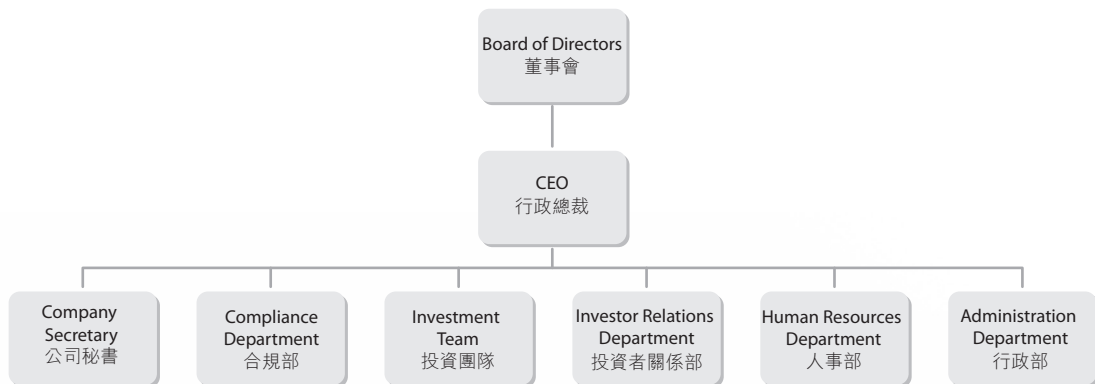 Board of Directors
董事會
CEO
行政總裁
Company
Secretary
公司秘書
Compliance
Department
合規部
Investment
Team
投資團隊
Investor Relations
Department
投資者關係部
Human Resources
Department
人事部
Administration
Department
行政部